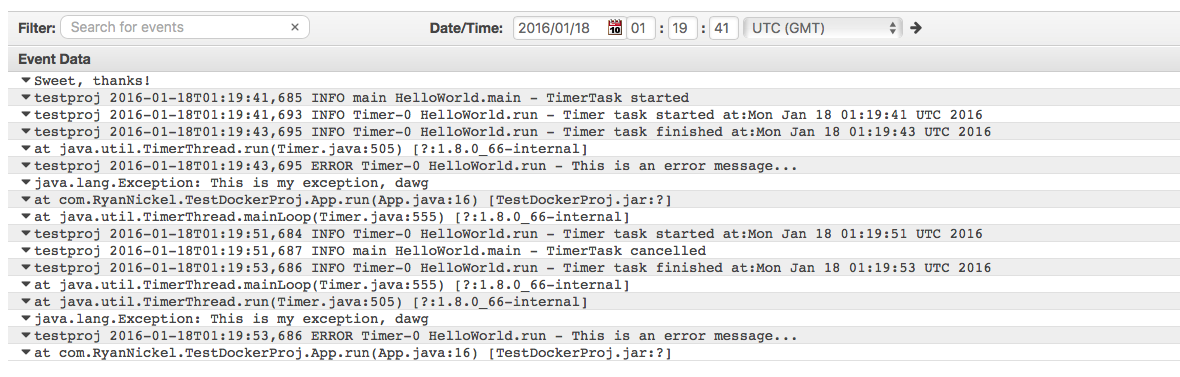 Filter: Search for events × Date/Time: 2016/01/18 10 01 : 19 : 41 UTC (GMT)
Event Data
Sweet, thanks!
testproj 2016-01-18T01:19:41,685 INFO main HelloWorld.main - TimerTask started
testproj 2016-01-18T01:19:41,693 INFO Timer-0 HelloWorld.run - Timer task started at:Mon Jan 18 01:19:41 UTC 2016
testproj 2016-01-18T01:19:43,695 INFO Timer-0 HelloWorld.run - Timer task finished at:Mon Jan 18 01:19:43 UTC 2016
at java.util.TimerThread.run(Timer.java:505) [?:1.8.0_66-internal]
testproj 2016-01-18T01:19:43,695 ERROR Timer-0 HelloWorld.run - This is an error message...
java.lang.Exception: This is my exception, dawg
at com.RyanNickel.TestDockerProj.App.run(App.java:16) [TestDockerProj.jar:?]
at java.util.TimerThread.mainLoop(Timer.java:555) [?:1.8.0_66-internal]
testproj 2016-01-18T01:19:51,684 INFO Timer-0 HelloWorld.run - Timer task started at:Mon Jan 18 01:19:51 UTC 2016
testproj 2016-01-18T01:19:51,687 INFO main HelloWorld.main - TimerTask cancelled
testproj 2016-01-18T01:19:53,686 INFO Timer-0 HelloWorld.run - Timer task finished at:Mon Jan 18 01:19:53 UTC 2016
at java.util.TimerThread.mainLoop(Timer.java:555) [?:1.8.0_66-internal]
at java.util.TimerThread.run(Timer.java:505) [?:1.8.0_66-internal]
java.lang.Exception: This is my exception, dawg
testproj 2016-01-18T01:19:53,686 ERROR Timer-0 HelloWorld.run - This is an error message...
at com.RyanNickel.TestDockerProj.App.run(App.java:16) [TestDockerProj.jar:?]